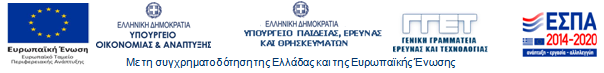 Ευρωπαϊκή Ένωση
Ευρωπαϊκό Ταμείο
Περιφερειακής Ανάπτυξης
ΕΛΛΗΝΙΚΗ ΔΗΜΟΚΡΑΤΙΑ
ΥΠΟΥΡΓΕΙΟ
ΟΙΚΟΝΟΜΙΑΣ & ΑΝΑΠΤΥΞΗΣ
ΕΛΛΗΝΙΚΗ ΔΗΜΟΚΡΑΤΙΑ
ΥΠΟΥΡΓΕΙΟ ΠΑΙΔΕΙΑΣ, ΕΡΕΥΝΑΣ
ΚΑΙ ΘΡΗΣΚΕΥΜΑΤΩΝ
ΓΓΕΤ
ΓΕΝΙΚΗ ΓΡΑΜΜΑΤΕΙΑ
ΕΡΕΥΝΑΣ ΚΑΙ ΤΕΧΝΟΛΟΓΙΑΣ
ΕΣΠΑ
2014-2020
ανάπτυξη - εργασία - αλληλεγγύη
Με τη συγχρηματοδότηση της Ελλάδας και της Ευρωπαϊκής Ένωσης